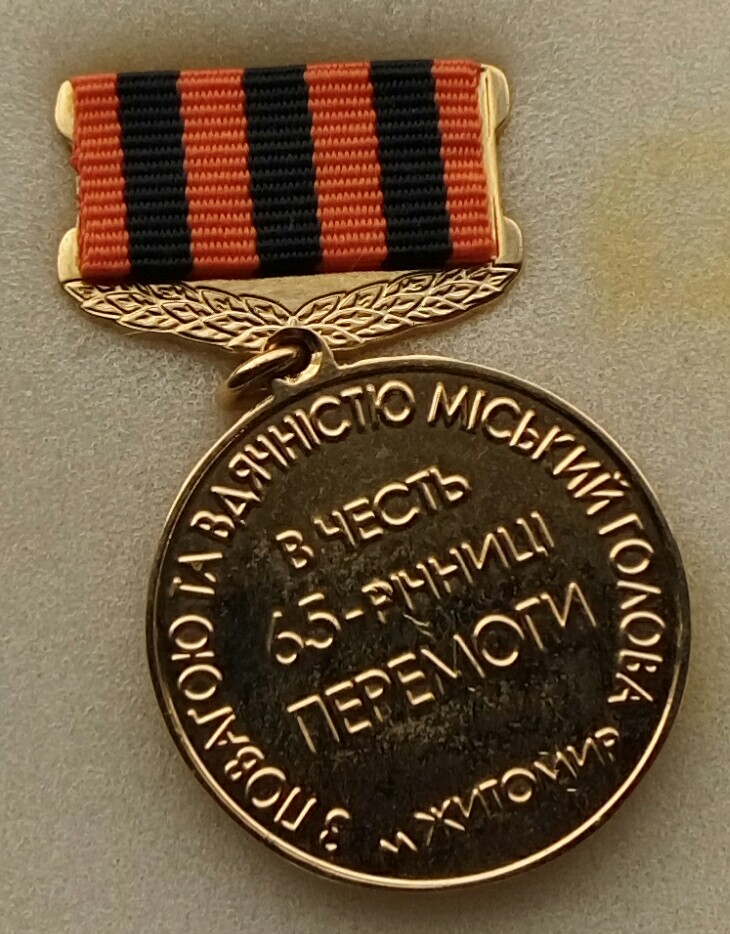 З ПОВАГОЮ ТА ВДЯЧНІСТЮ МІСЬКИЙ ГОЛОВА
м ЖИТОМИР
В ЧЕСТЬ
65-РІЧНИЦІ
ПЕРЕМОГИ